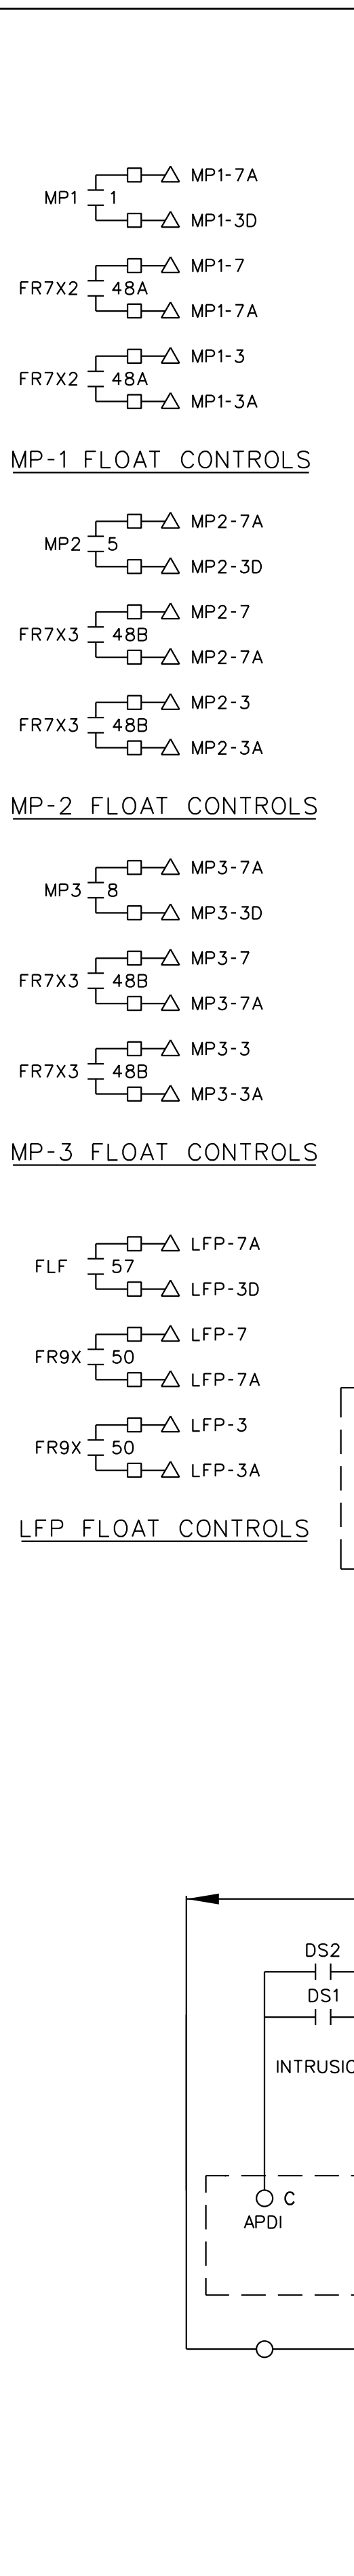 MP1-7A
MP1 1
MP1-3D
MP1-7
FR7X2 48A
MP1-7A
MP1-3
FR7X2 48A
MP1-3A
MP-1 FLOAT CONTROLS
MP2-7A
MP2 5
MP2-3D
MP2-7
FR7X3 48B
MP2-7A
MP2-3
FR7X3 48B
MP2-3A
MP-2 FLOAT CONTROLS
MP3-7A
MP3 8
MP3-3D
MP3-7
FR7X3 48B
MP3-7A
MP3-3
FR7X3 48B
MP3-3A
MP-3 FLOAT CONTROLS
LFP-7A
FLF 57
LFP-3D
LFP-7
FR9X 50
LFP-7A
LFP-3
FR9X 50
LFP-3A
LFP FLOAT CONTROLS
DS2
DS1
C
APDI